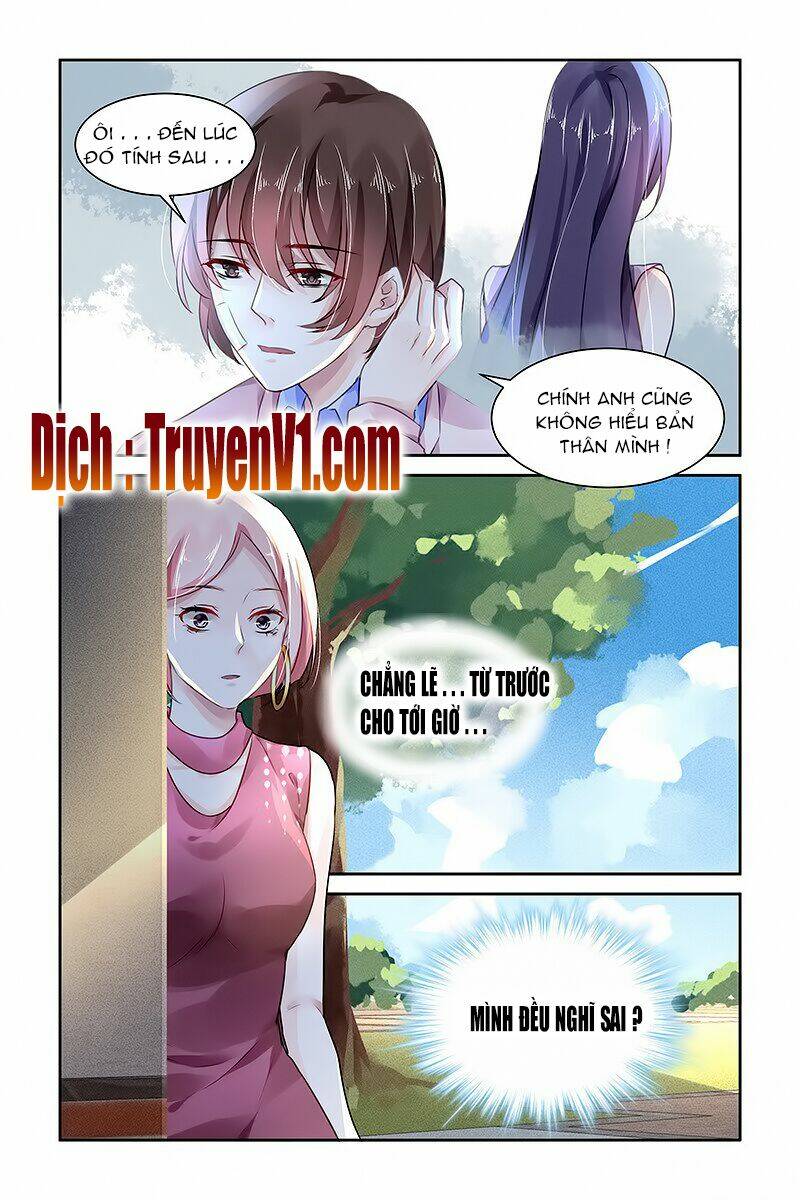 ÔI . . . ĐẾN LÚC
ĐÓ TÍNH SAU . . .
CHÍNH ANH CŨNG
KHÔNG HIỂU BẢN
THÂN MÌNH !
Dịch : TruyenV1.com
CHẲNG LẼ . . . TỪ TRƯỚC
CHO TỚI GIỜ . . .
MÌNH ĐỀU NGHĨ SAI ?